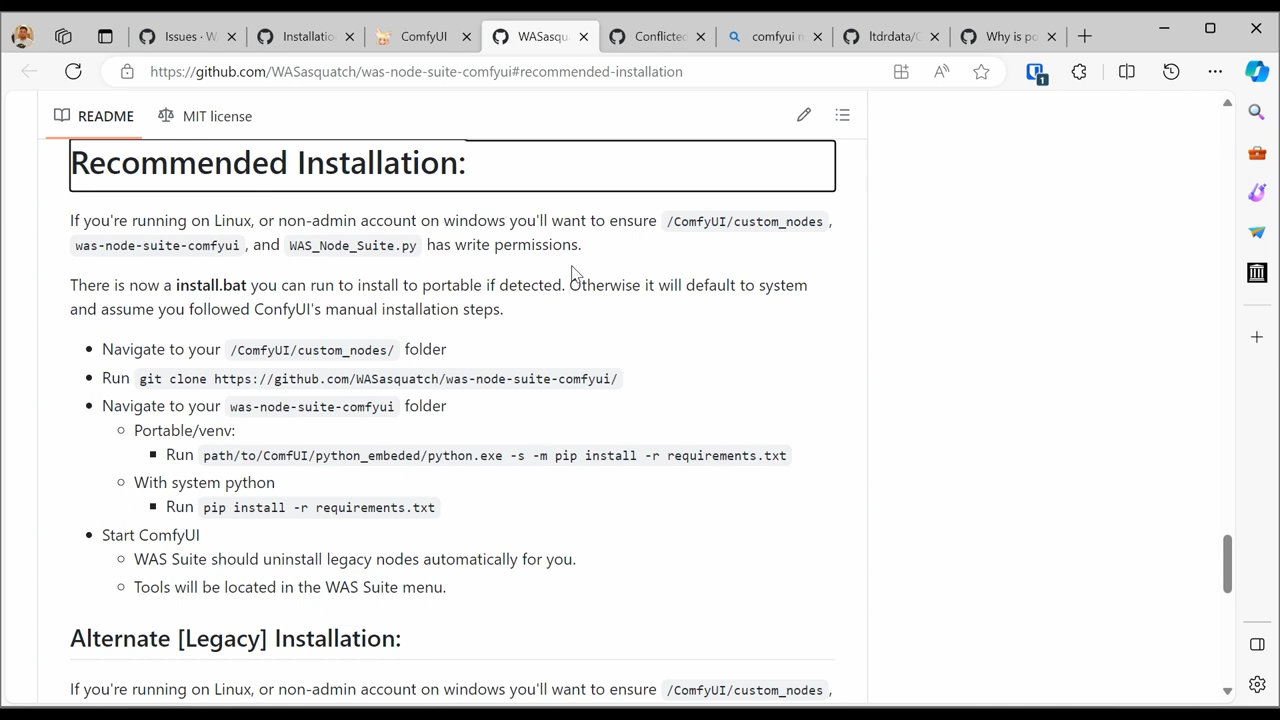 Issues · W
Installatio
ComfyUI
WASasqu
Conflicted
comfyui n
ltdrdata/C
Why is po
https://github.com/WASasquatch/was-node-suite-comfyui#recommended-installation
1
README
MIT license
Recommended Installation:
If you're running on Linux, or non-admin account on windows you'll want to ensure /ComfyUI/custom_nodes ,
was-node-suite-comfyui , and WAS_Node_Suite.py has write permissions.
There is now a install.bat you can run to install to portable if detected. Otherwise it will default to system
and assume you followed ConfyUI's manual installation steps.
Navigate to your /ComfyUI/custom_nodes/ folder
Run git clone https://github.com/WASasquatch/was-node-suite-comfyui/
Navigate to your was-node-suite-comfyui folder
Portable/venv:
Run path/to/ComfUI/python_embeded/python.exe -s -m pip install -r requirements.txt
With system python
Run pip install -r requirements.txt
Start ComfyUI
WAS Suite should uninstall legacy nodes automatically for you.
Tools will be located in the WAS Suite menu.
Alternate [Legacy] Installation:
If you're running on Linux, or non-admin account on windows you'll want to ensure /ComfyUI/custom_nodes ,